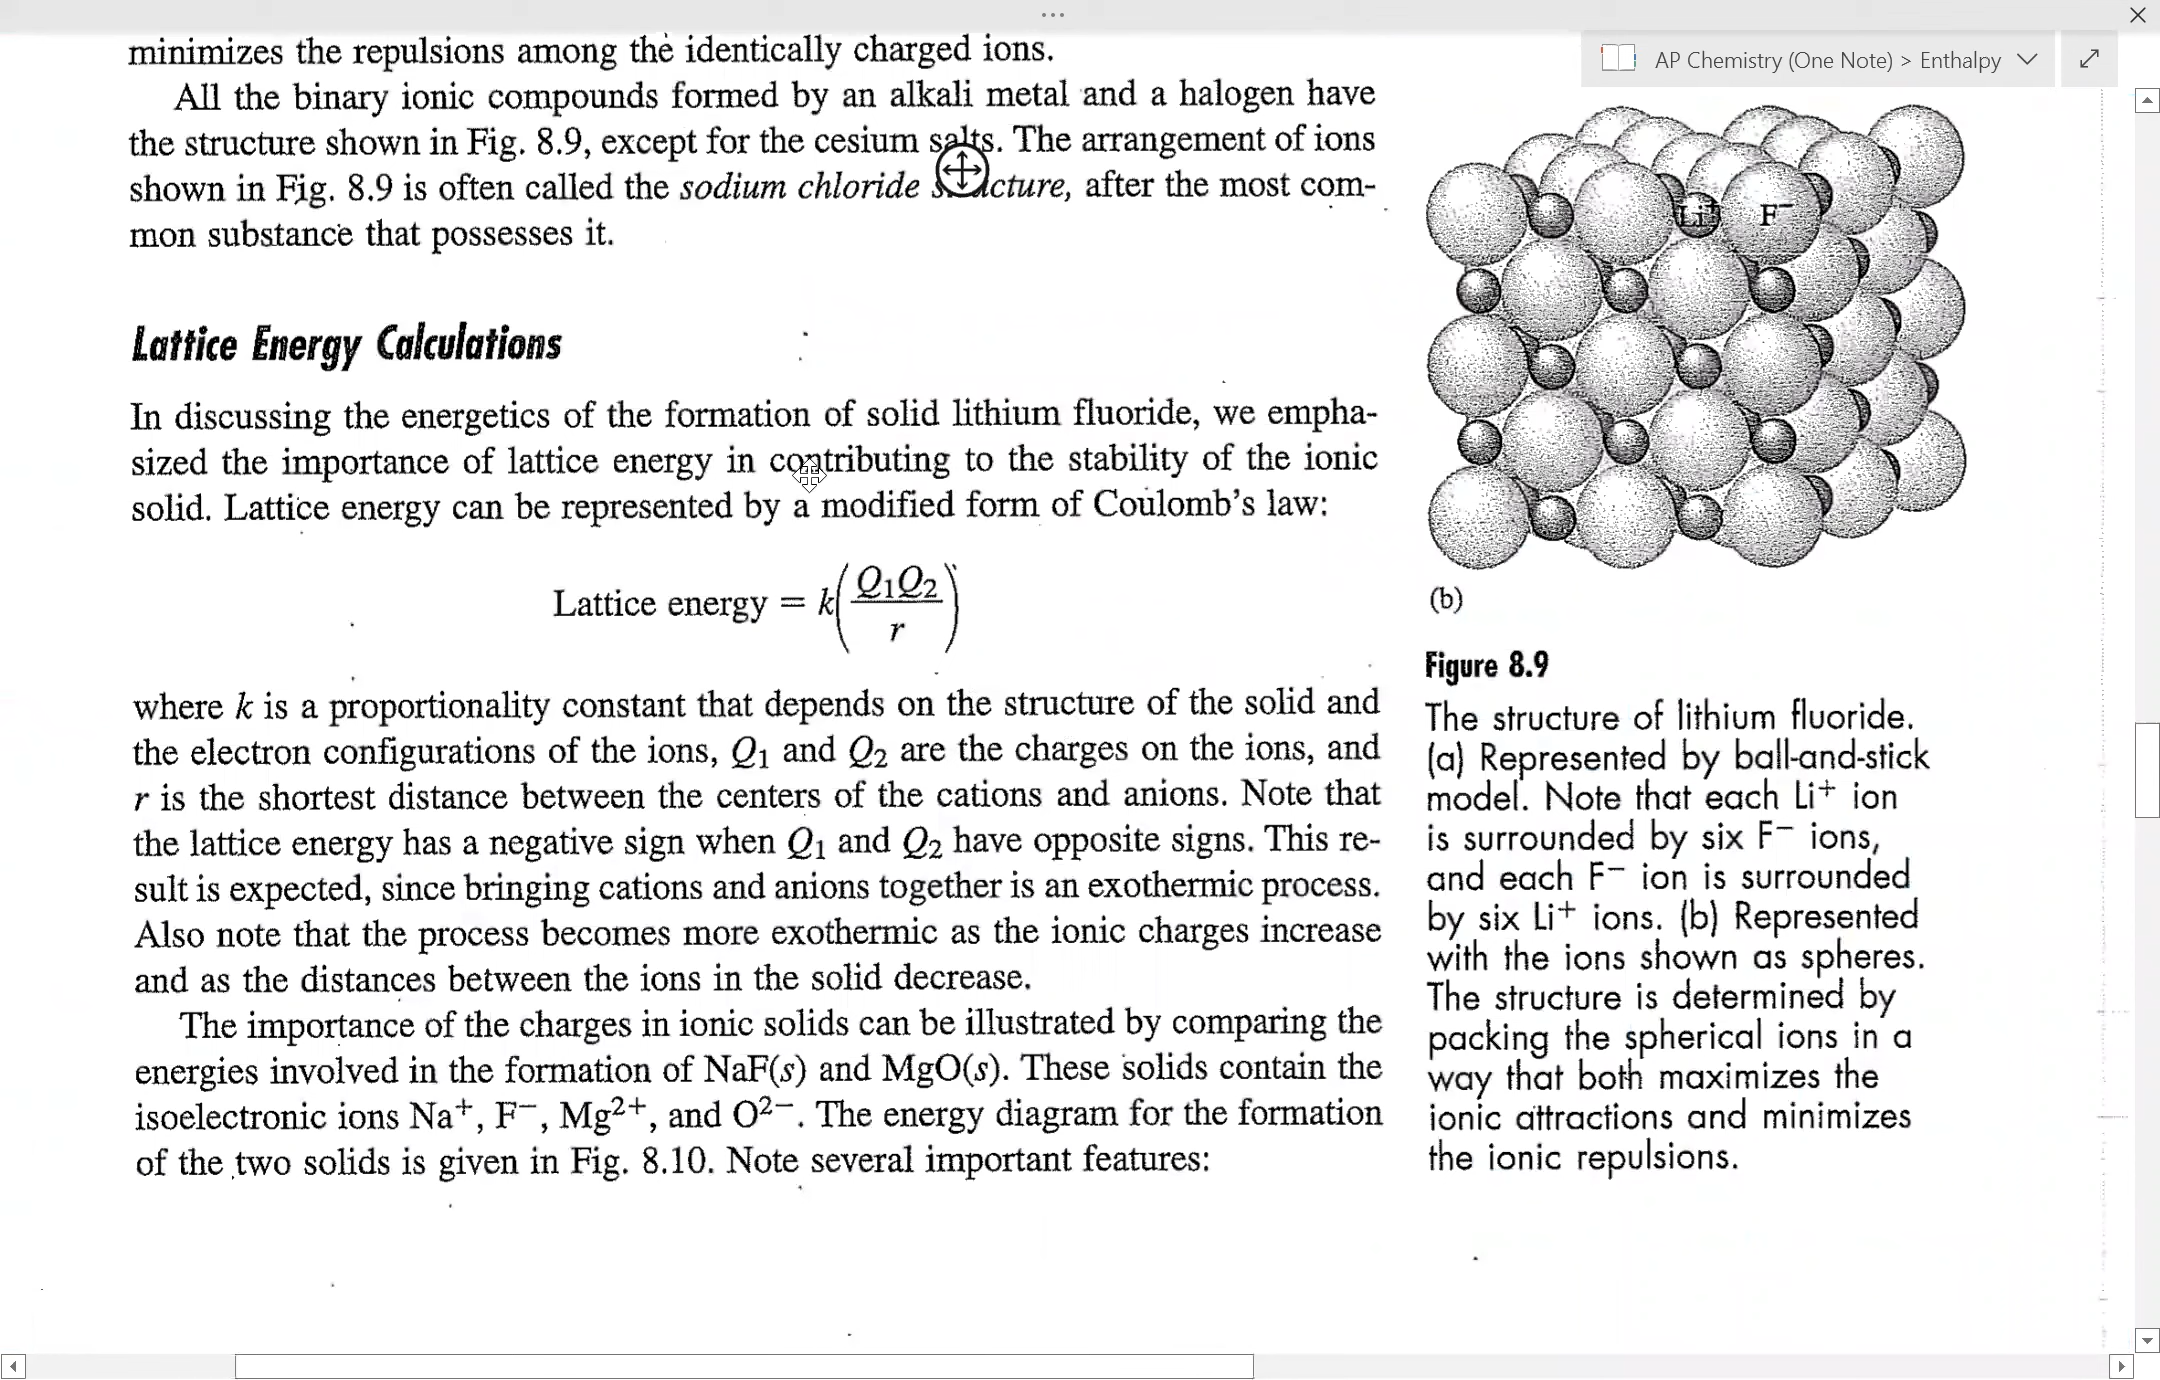 AP Chemistry (One Note) > Enthalpy
minimizes the repulsions among the identically charged ions.
All the binary ionic compounds formed by an alkali metal and a halogen have
the structure shown in Fig. 8.9, except for the cesium salts. The arrangement of ions
shown in Fig. 8.9 is often called the sodium chloride structure, after the most com-
mon substance that possesses it.
Lattice Energy Calculations
In discussing the energetics of the formation of solid lithium fluoride, we empha-
sized the importance of lattice energy in contributing to the stability of the ionic
solid. Lattice energy can be represented by a modified form of Coulomb's law:
Lattice energy = k(Q₁Q₂/r)
where k is a proportionality constant that depends on the structure of the solid and
the electron configurations of the ions, Q₁ and Q₂ are the charges on the ions, and
r is the shortest distance between the centers of the cations and anions. Note that
the lattice energy has a negative sign when Q₁ and Q₂ have opposite signs. This re-
sult is expected, since bringing cations and anions together is an exothermic process.
Also note that the process becomes more exothermic as the ionic charges increase
and as the distances between the ions in the solid decrease.
The importance of the charges in ionic solids can be illustrated by comparing the
energies involved in the formation of NaF(s) and MgO(s). These solids contain the
isoelectronic ions Na⁺, F⁻, Mg²⁺, and O²⁻. The energy diagram for the formation
of the two solids is given in Fig. 8.10. Note several important features:
Li⁺ F⁻
(b)
Figure 8.9
The structure of lithium fluoride.
(a) Represented by ball-and-stick
model. Note that each Li⁺ ion
is surrounded by six F⁻ ions,
and each F⁻ ion is surrounded
by six Li⁺ ions. (b) Represented
with the ions shown as spheres.
The structure is determined by
packing the spherical ions in a
way that both maximizes the
ionic attractions and minimizes
the ionic repulsions.